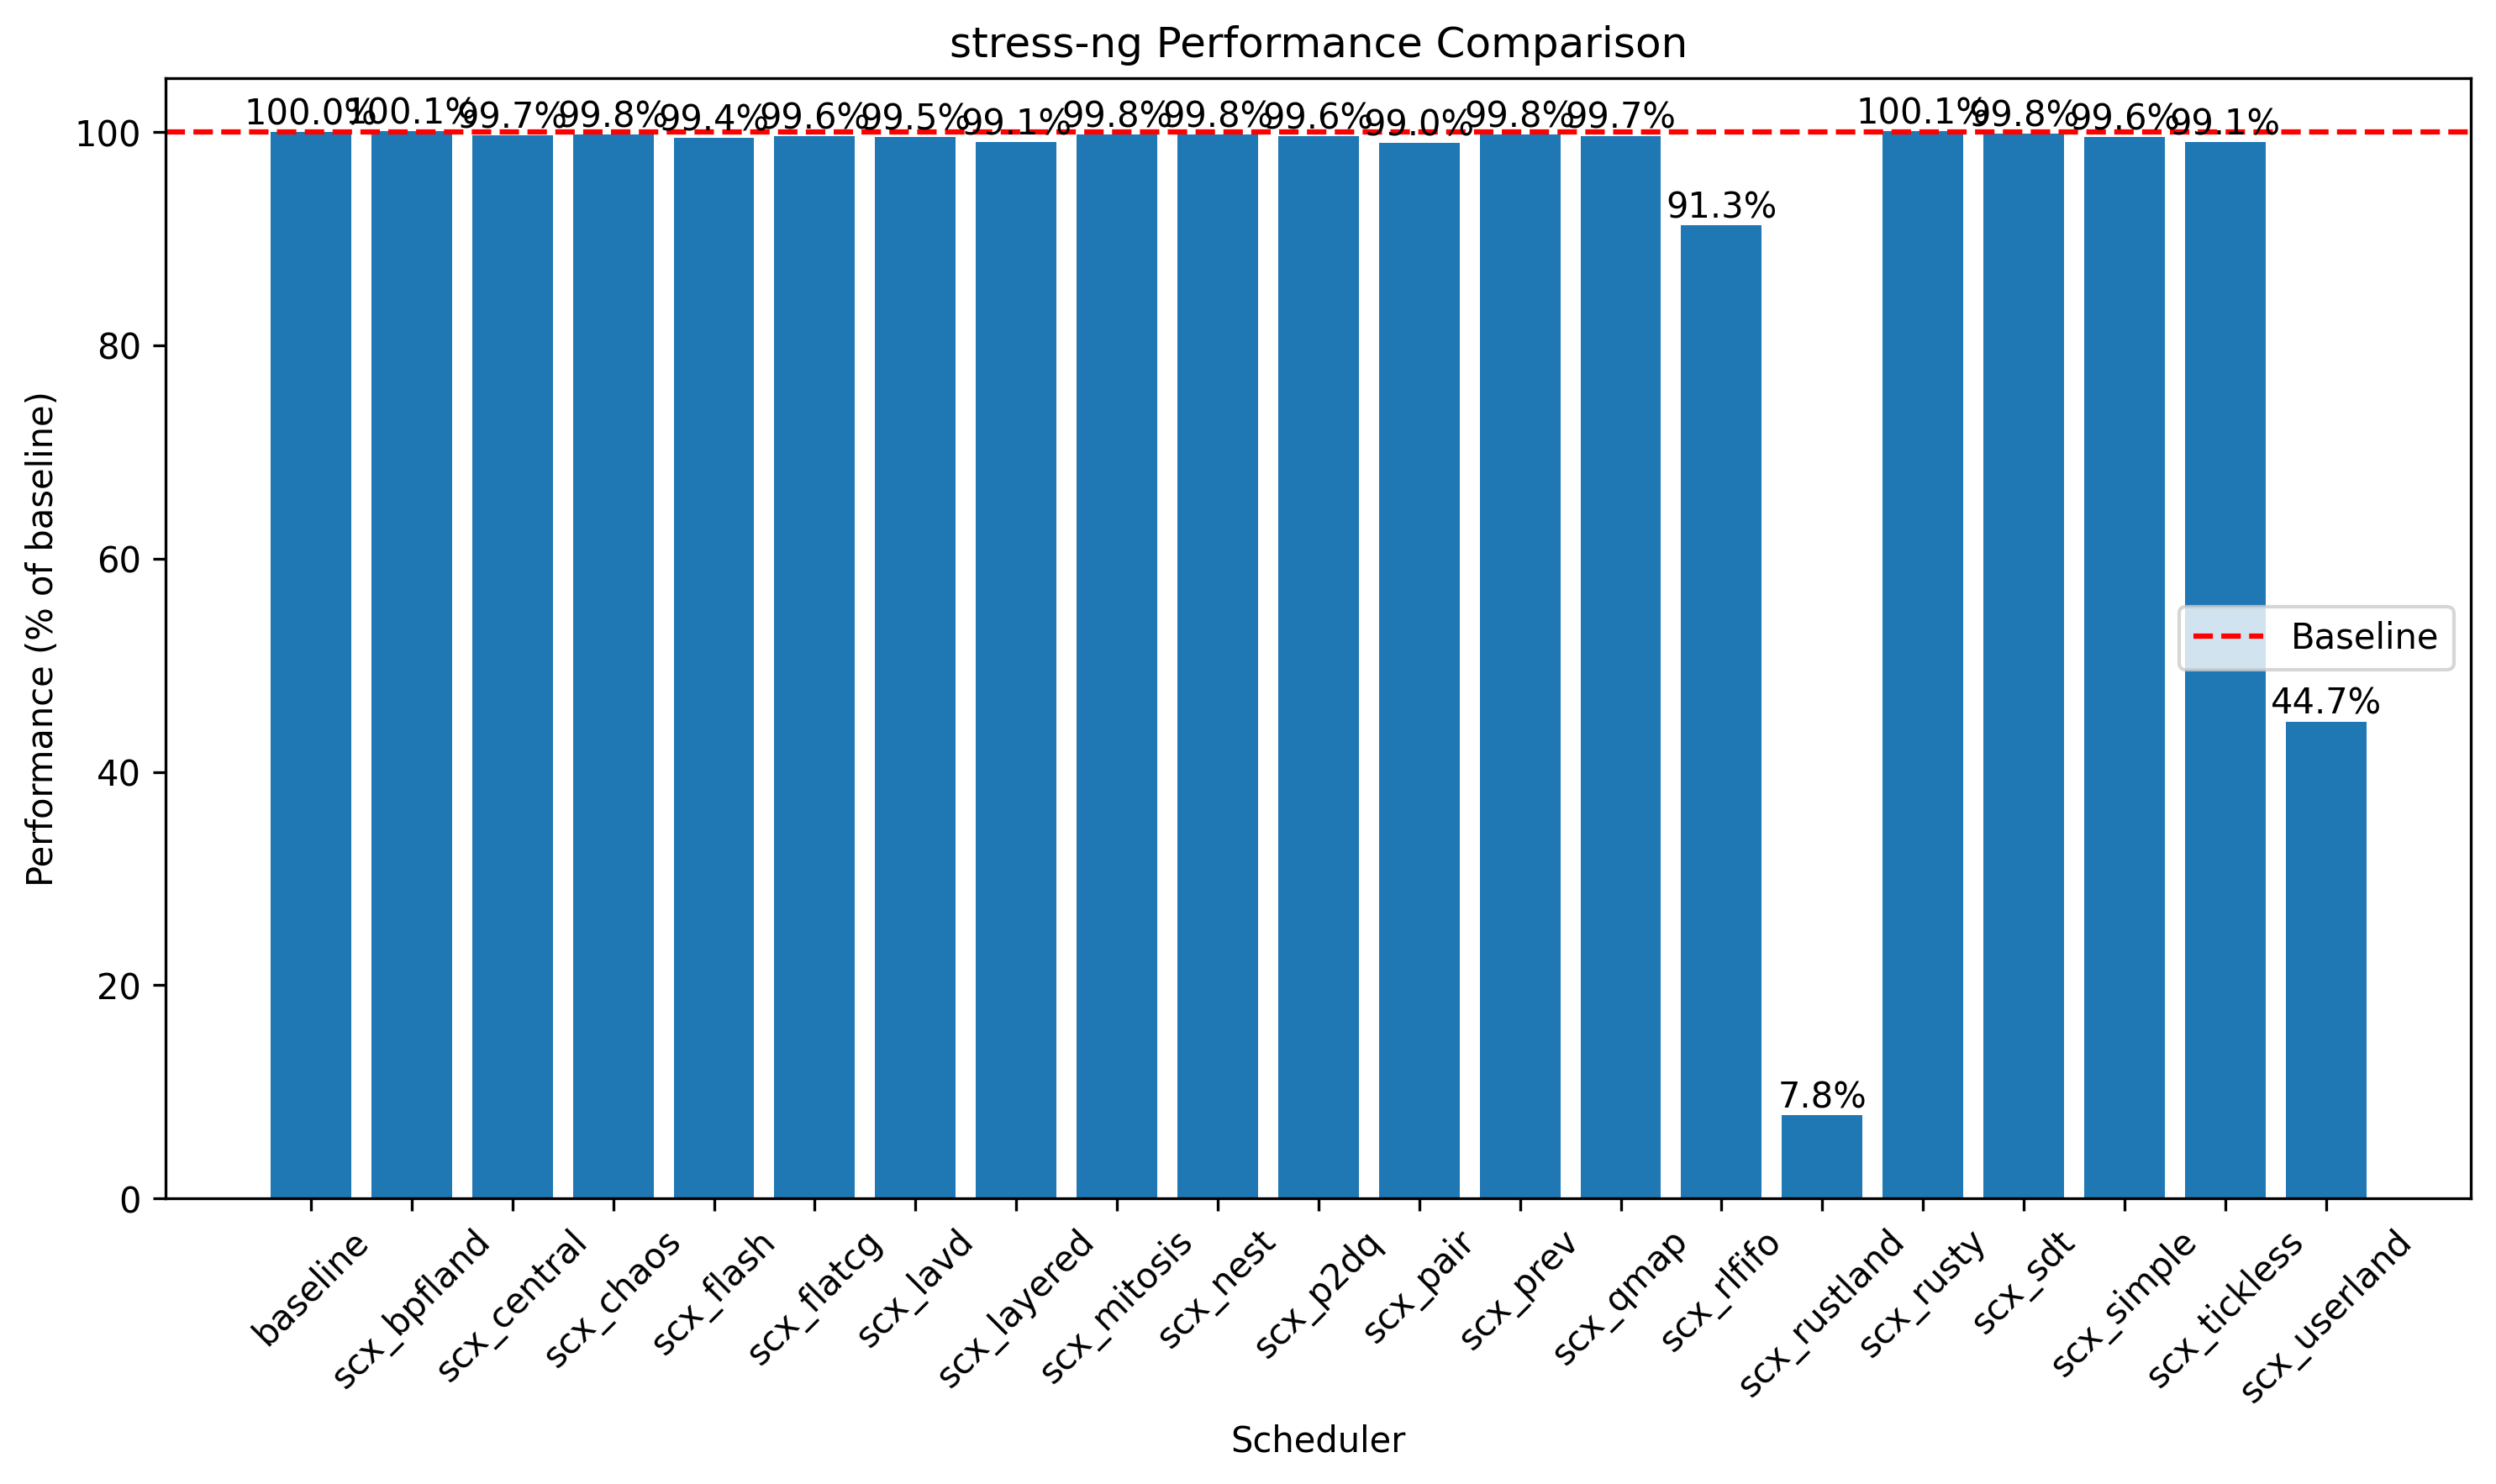 stress-ng Performance Comparison
Performance (% of baseline)
100
80
60
40
20
0
100.0%
100.1%
99.7%
99.8%
99.4%
99.6%
99.5%
99.1%
99.8%
99.8%
99.6%
99.0%
99.8%
99.7%
91.3%
7.8%
100.1%
99.8%
99.6%
99.1%
44.7%
Baseline
baseline
scx_bpfland
scx_central
scx_chaos
scx_flash
scx_flatcg
scx_lavd
scx_layered
scx_mitosis
scx_nest
scx_p2dq
scx_pair
scx_prev
scx_qmap
scx_rlfifo
scx_rustland
scx_rusty
scx_sdt
scx_simple
scx_tickless
scx_userland
Scheduler